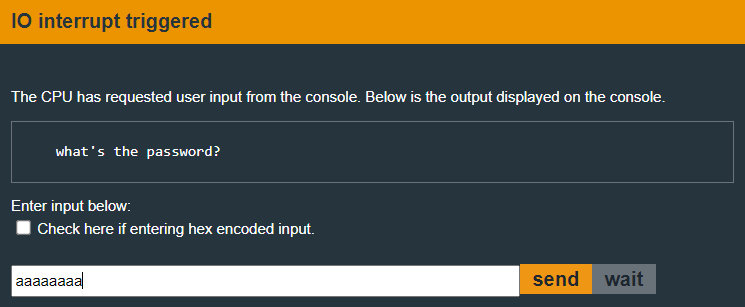 IO interrupt triggered
The CPU has requested user input from the console. Below is the output displayed on the console.
what's the password?
Enter input below:
Check here if entering hex encoded input.
aaaaaaaa send wait